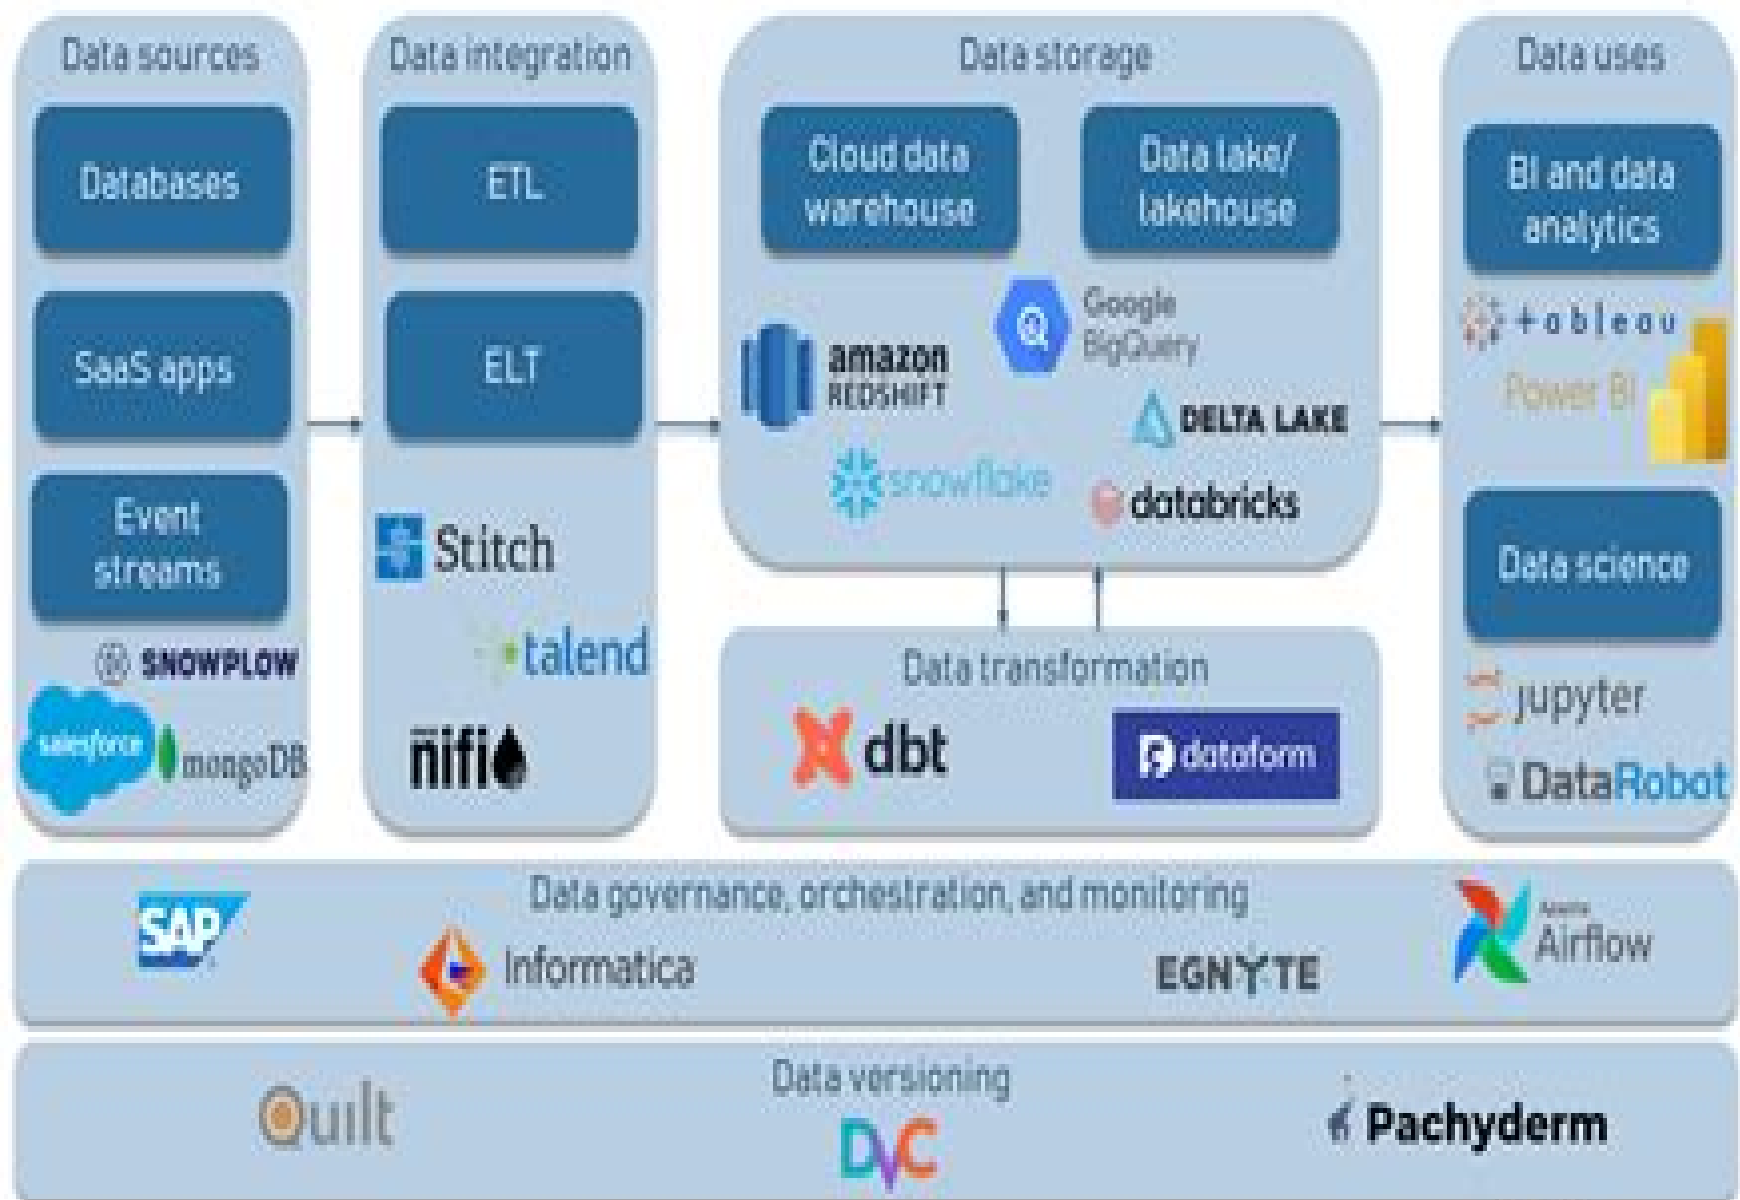 Data sources
Databases
SaaS apps
Event
streams
SNOWPLOW
salesforce
mongoDB
Data integration
ETL
ELT
Stitch
talend
nifi
Data storage
Cloud data
warehouse
Data lake/
lakehouse
Google
BigQuery
amazon
REDSHIFT
DELTA LAKE
snowflake
databricks
Data transformation
dbt
dataform
Data uses
BI and data
analytics
+ableau
Power BI
Data science
jupyter
DataRobot
Data governance, orchestration, and monitoring
SAP
Informatica
EGNYTE
Airflow
Data versioning
Quilt
DVC
Pachyderm